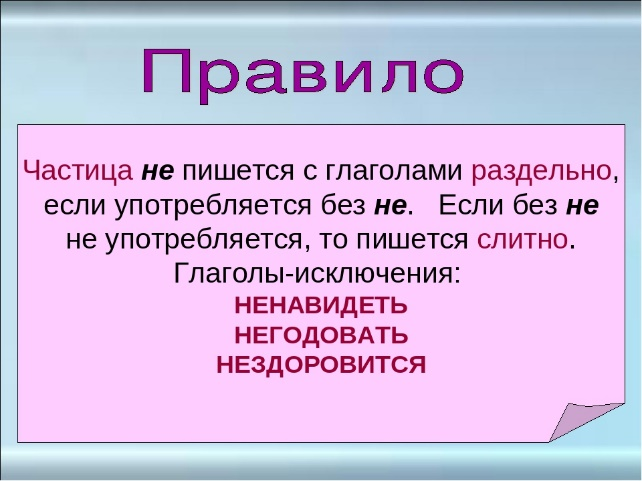 Правило
Частица не пишется с глаголами раздельно,
если употребляется без не. Если без не
не употребляется, то пишется слитно.
Глаголы-исключения:
НЕНАВИДЕТЬ
НЕГОДОВАТЬ
НЕЗДОРОВИТСЯ